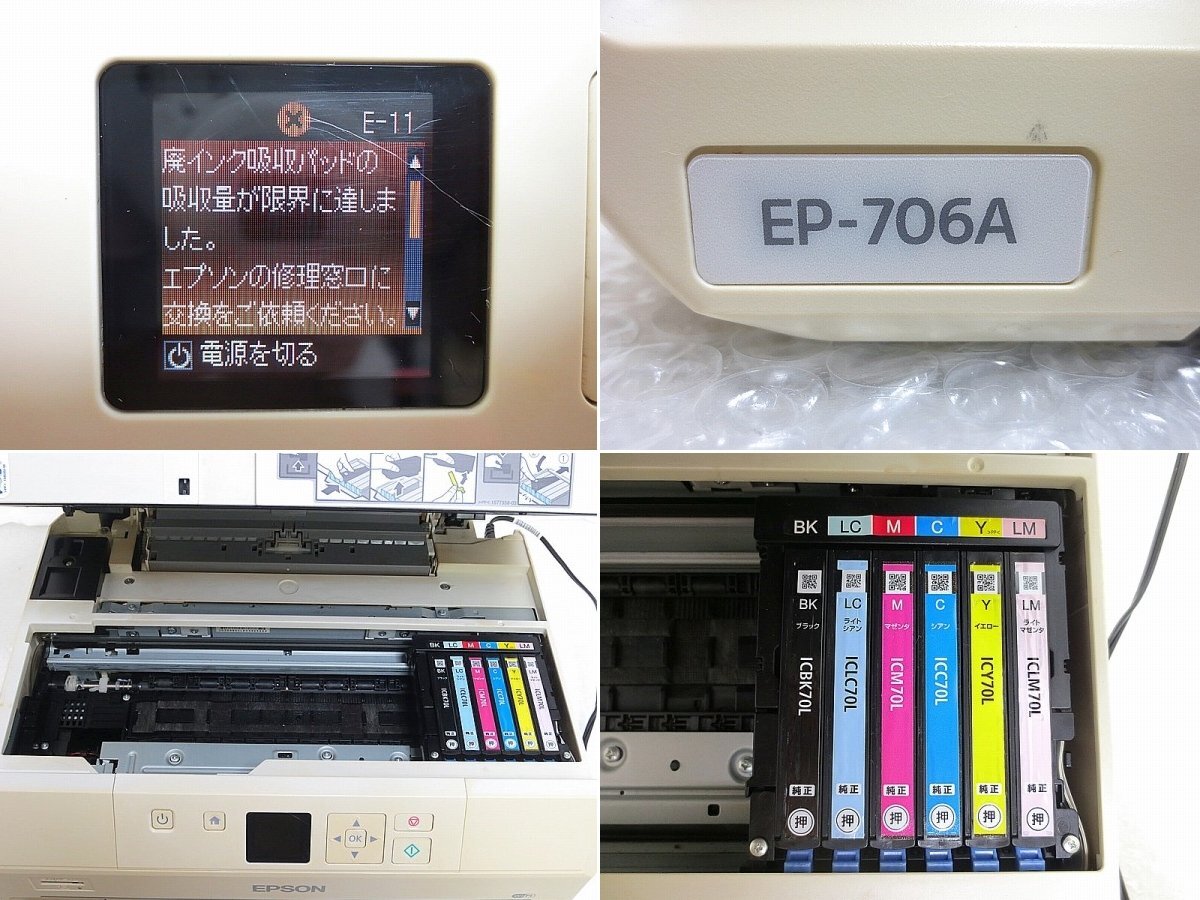 E-11
廃インク吸収パッドの
吸収量が限界に達しま
した。
エプソンの修理窓口に
交換をご依頼ください。
電源を切る
EP-706A
BK LC M C Y LM
OK
EPSON
BK LC M C Y LM
BK LC M C Y LM
ブラック ライトシアン マゼンタ シアン イエロー ライトマゼンタ
ICBK70L ICLC70L ICM70L ICC70L ICY70L ICLM70L
純正 純正 純正 純正 純正 純正
押 押 押 押 押 押